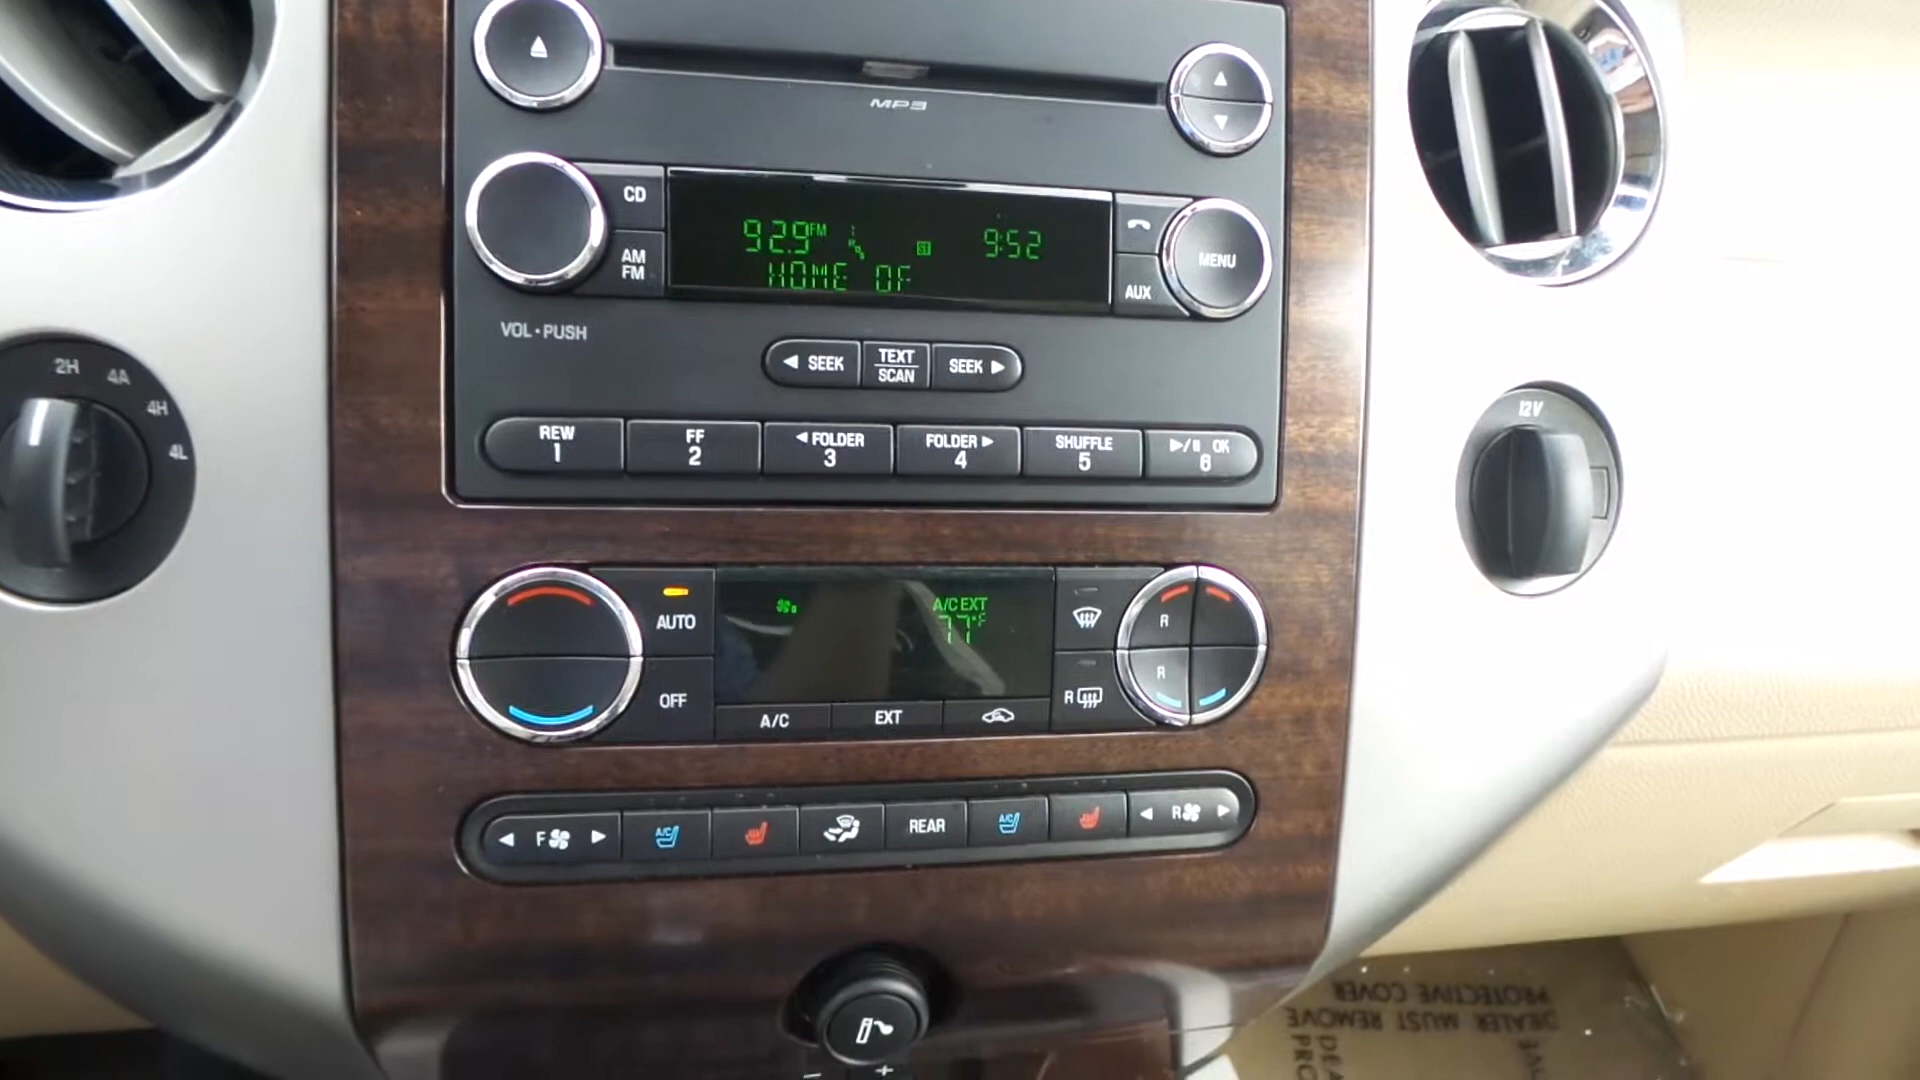 MP3
CD
AM
FM
92.9 FM
ST
9:52
HOME OF
MENU
AUX
VOL•PUSH
◄ SEEK
TEXT
SCAN
SEEK ►
REW
1
FF
2
◄ FOLDER
3
FOLDER ►
4
SHUFFLE
5
►/II OK
6
2H
4A
4H
4L
12V
AUTO
OFF
A/C EXT
77°F
A/C
EXT
R
R
R
◄ F ►
A/C
REAR
A/C
◄ R ►
− +
DEALER MUST REMOVE
PROTECTIVE COVER